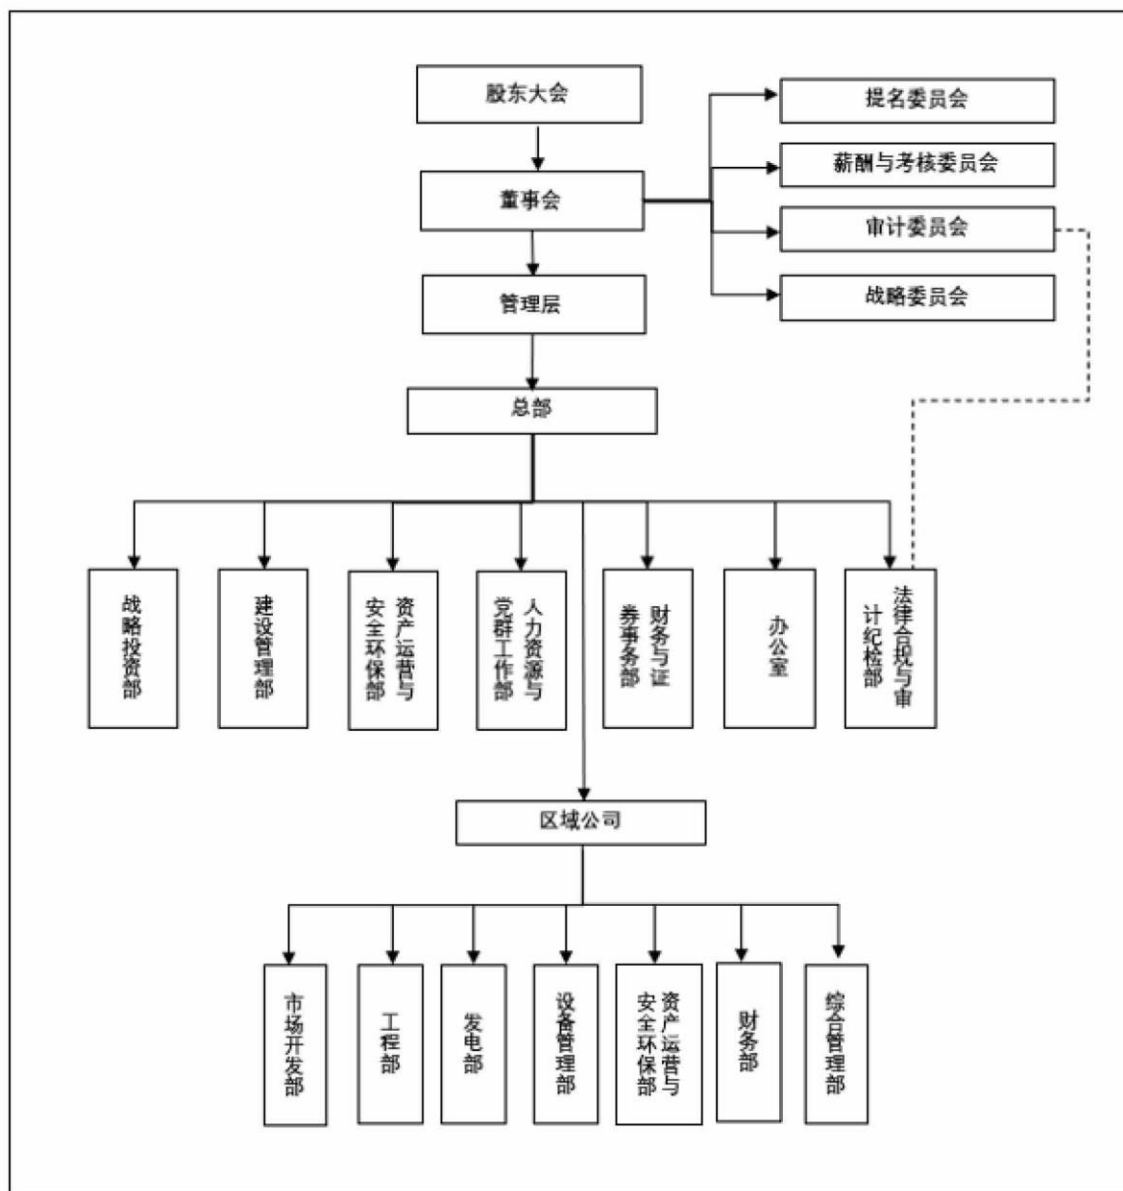 股东大会
提名委员会
薪酬与考核委员会
董事会
审计委员会
管理层
战略委员会
总部
战略投资部
建设管理部
资产运营与
安全环保部
人力资源与
党群工作部
财务与证
券事务部
办公室
法律合规与审
计纪检部
区域公司
市场开发部
工程部
发电部
设备管理部
资产运营与
安全环保部
财务部
综合管理部